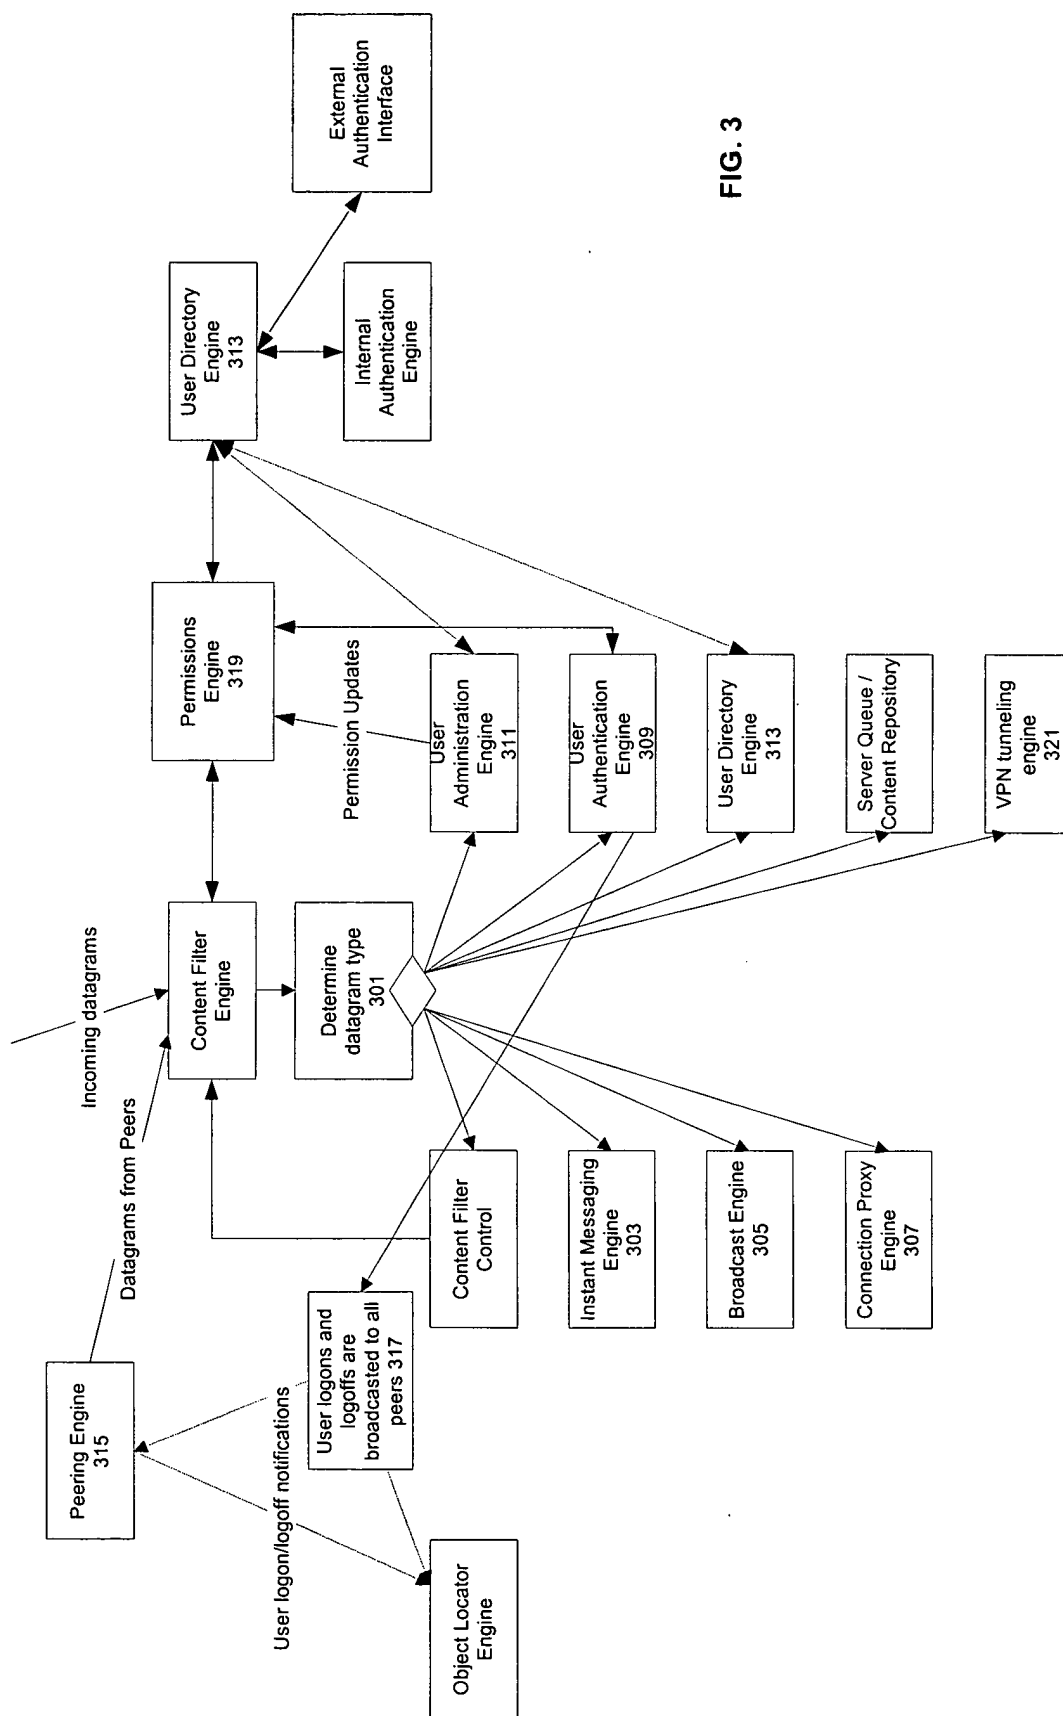 Incoming datagrams
Datagrams from Peers
Peering Engine
315
Content Filter
Engine
Permissions
Engine
319
User Directory
Engine
313
External
Authentication
Interface
Internal
Authentication
Engine
Determine
datagram type
301
User logons and
logoffs are
broadcasted to all
peers 317
User logon/logoff notifications
Permission Updates
Object Locator
Engine
Content Filter
Control
User
Administration
Engine
311
Instant Messaging
Engine
303
User
Authentication
Engine
309
Broadcast Engine
305
User Directory
Engine
313
Connection Proxy
Engine
307
Server Queue /
Content Repository
VPN tunneling
engine
321
FIG. 3